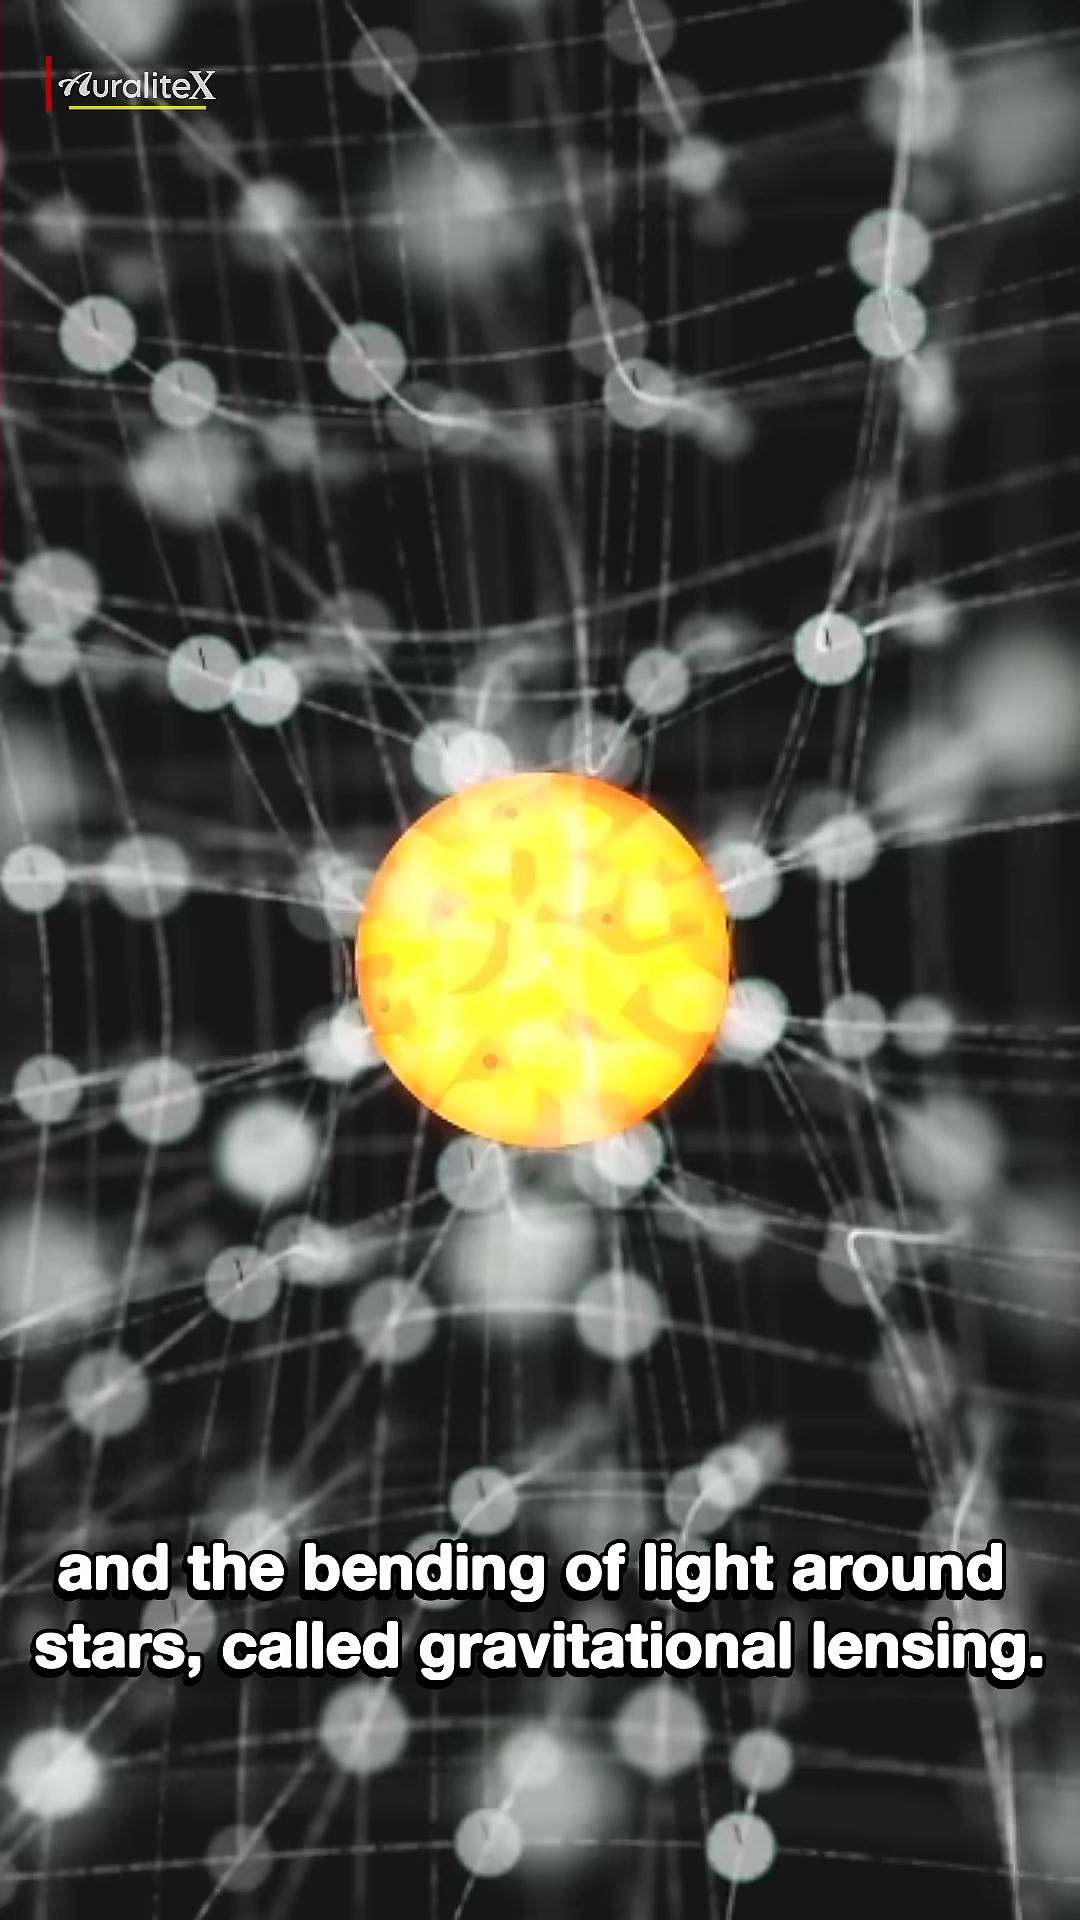 AuraliteX
and the bending of light around
stars, called gravitational lensing.